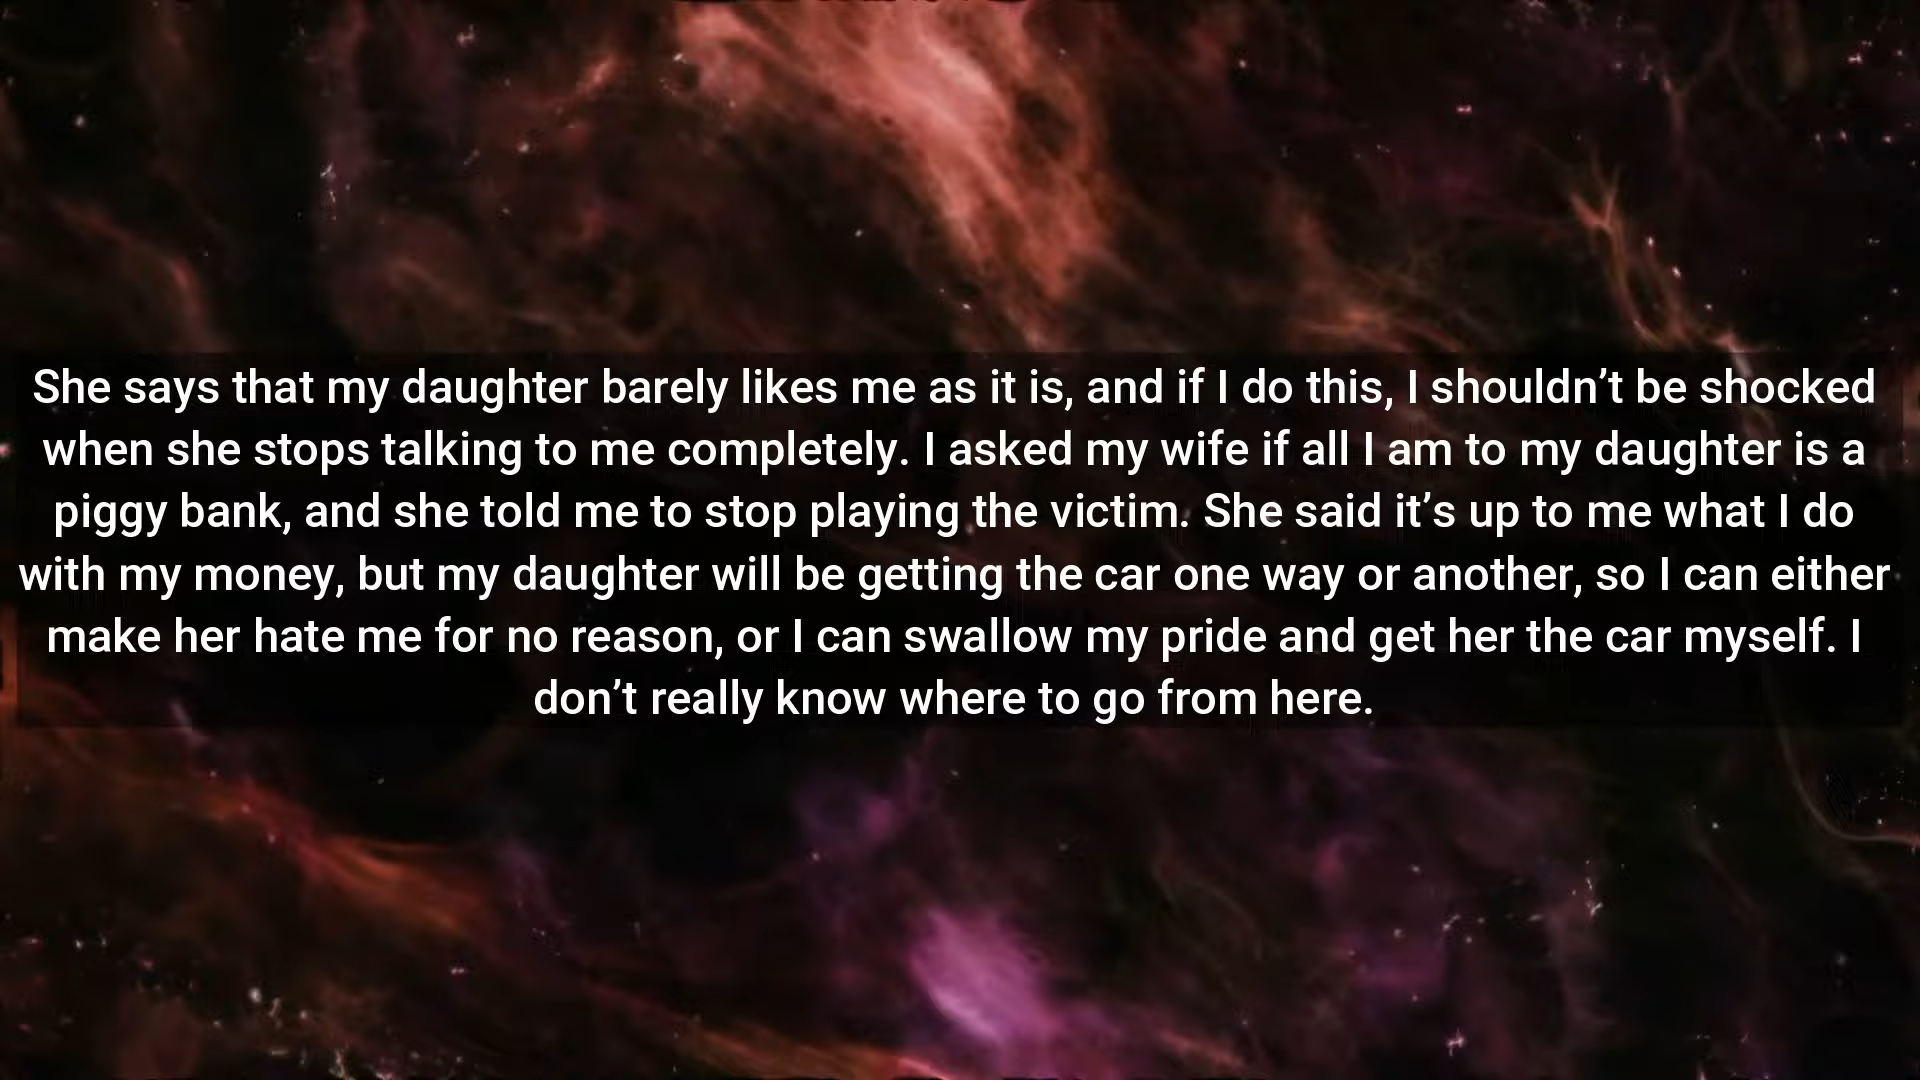 She says that my daughter barely likes me as it is, and if I do this, I shouldn’t be shocked
when she stops talking to me completely. I asked my wife if all I am to my daughter is a
piggy bank, and she told me to stop playing the victim. She said it’s up to me what I do
with my money, but my daughter will be getting the car one way or another, so I can either
make her hate me for no reason, or I can swallow my pride and get her the car myself. I
don’t really know where to go from here.